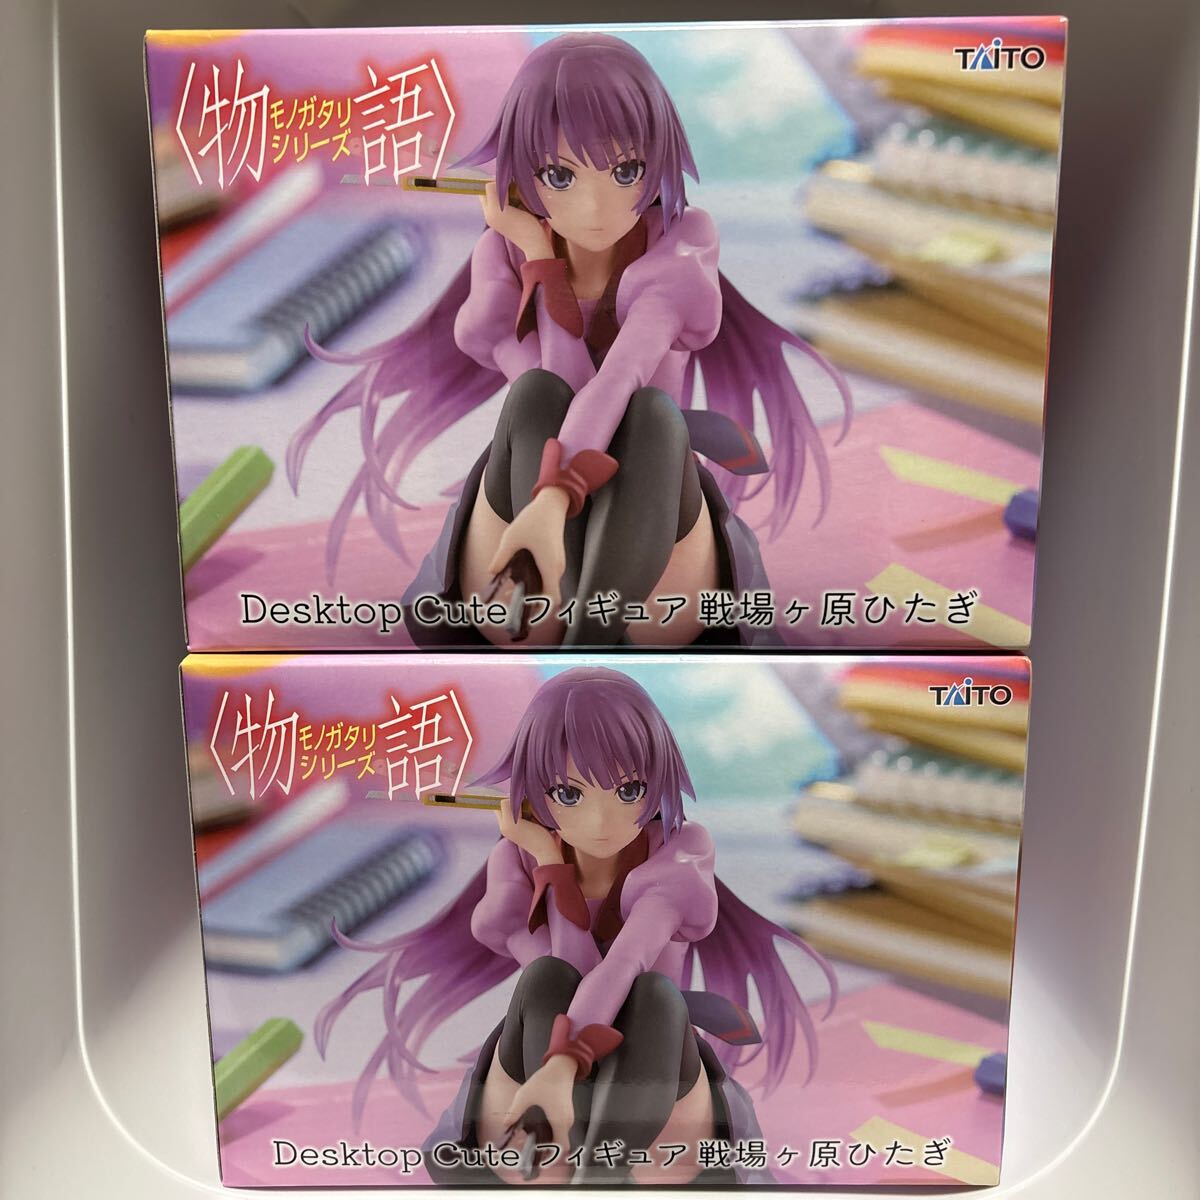 TAITO
〈物語〉
モノガタリ
シリーズ
Desktop Cute フィギュア 戦場ヶ原ひたぎ
TAITO
〈物語〉
モノガタリ
シリーズ
Desktop Cute フィギュア 戦場ヶ原ひたぎ